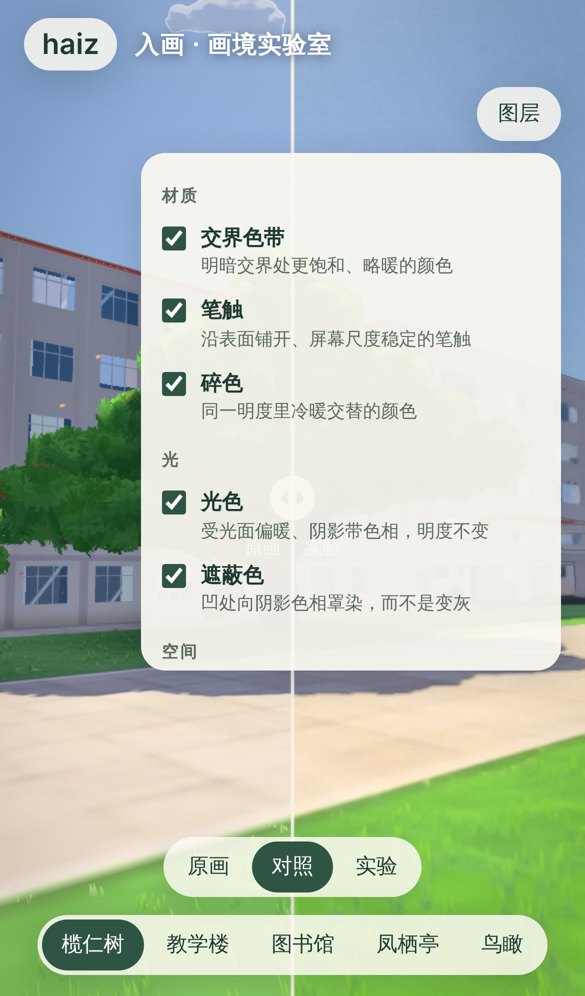 haiz
入画 · 画境实验室
图层
材质
交界色带
明暗交界处更饱和、略暖的颜色
笔触
沿表面铺开、屏幕尺度稳定的笔触
碎色
同一明度里冷暖交替的颜色
光
光色
受光面偏暖、阴影带色相，明度不变
原画 实验
遮蔽色
凹处向阴影色相罩染，而不是变灰
空间
原画 对照 实验
榄仁树 教学楼 图书馆 凤栖亭 鸟瞰